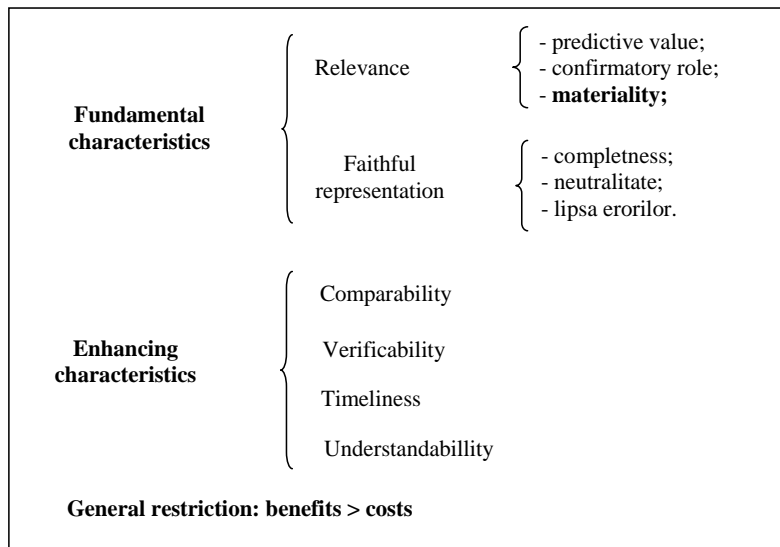 Fundamental
characteristics
Relevance
- predictive value;
- confirmatory role;
- materiality;
Faithful
representation
- completness;
- neutralitate;
- lipsa erorilor.
Enhancing
characteristics
Comparability
Verificability
Timeliness
Understandabillity
General restriction: benefits > costs